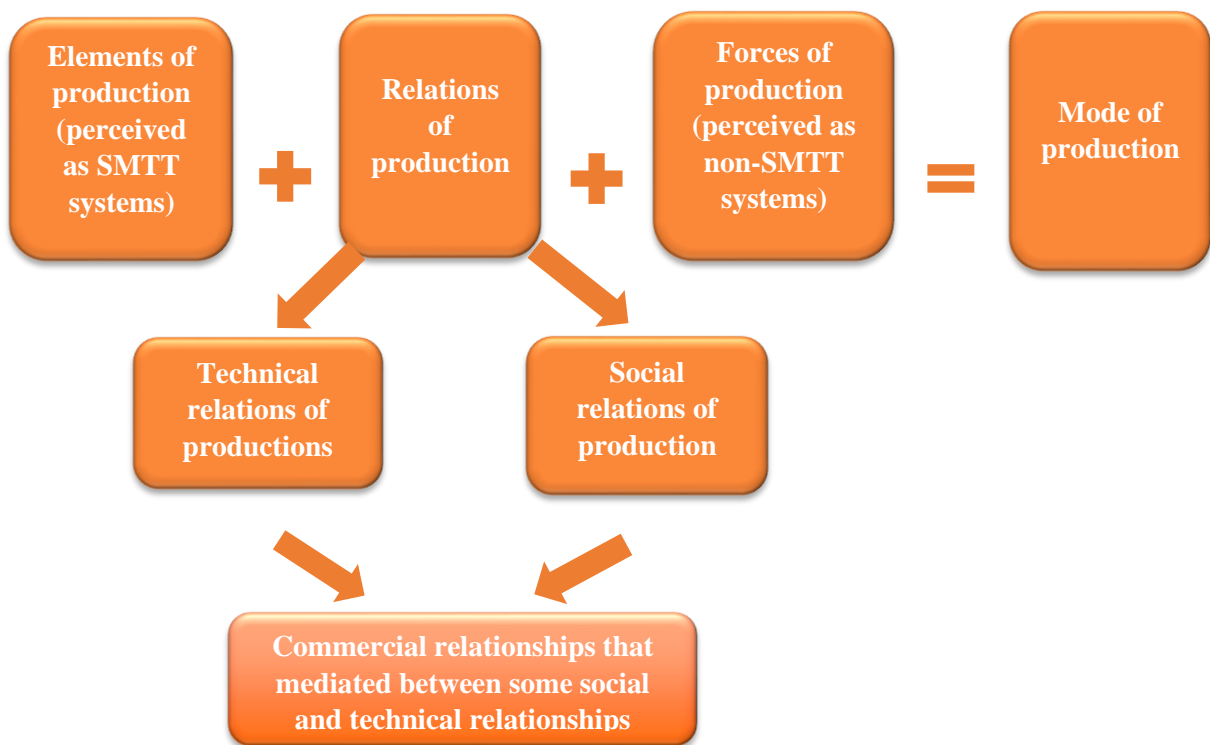 Elements of
production
(perceived
as SMTT
systems)
Relations
of
production
Forces of
production
(perceived as
non-SMTT
systems)
Mode of
production
Technical
relations of
productions
Social
relations of
production
Commercial relationships that
mediated between some social
and technical relationships